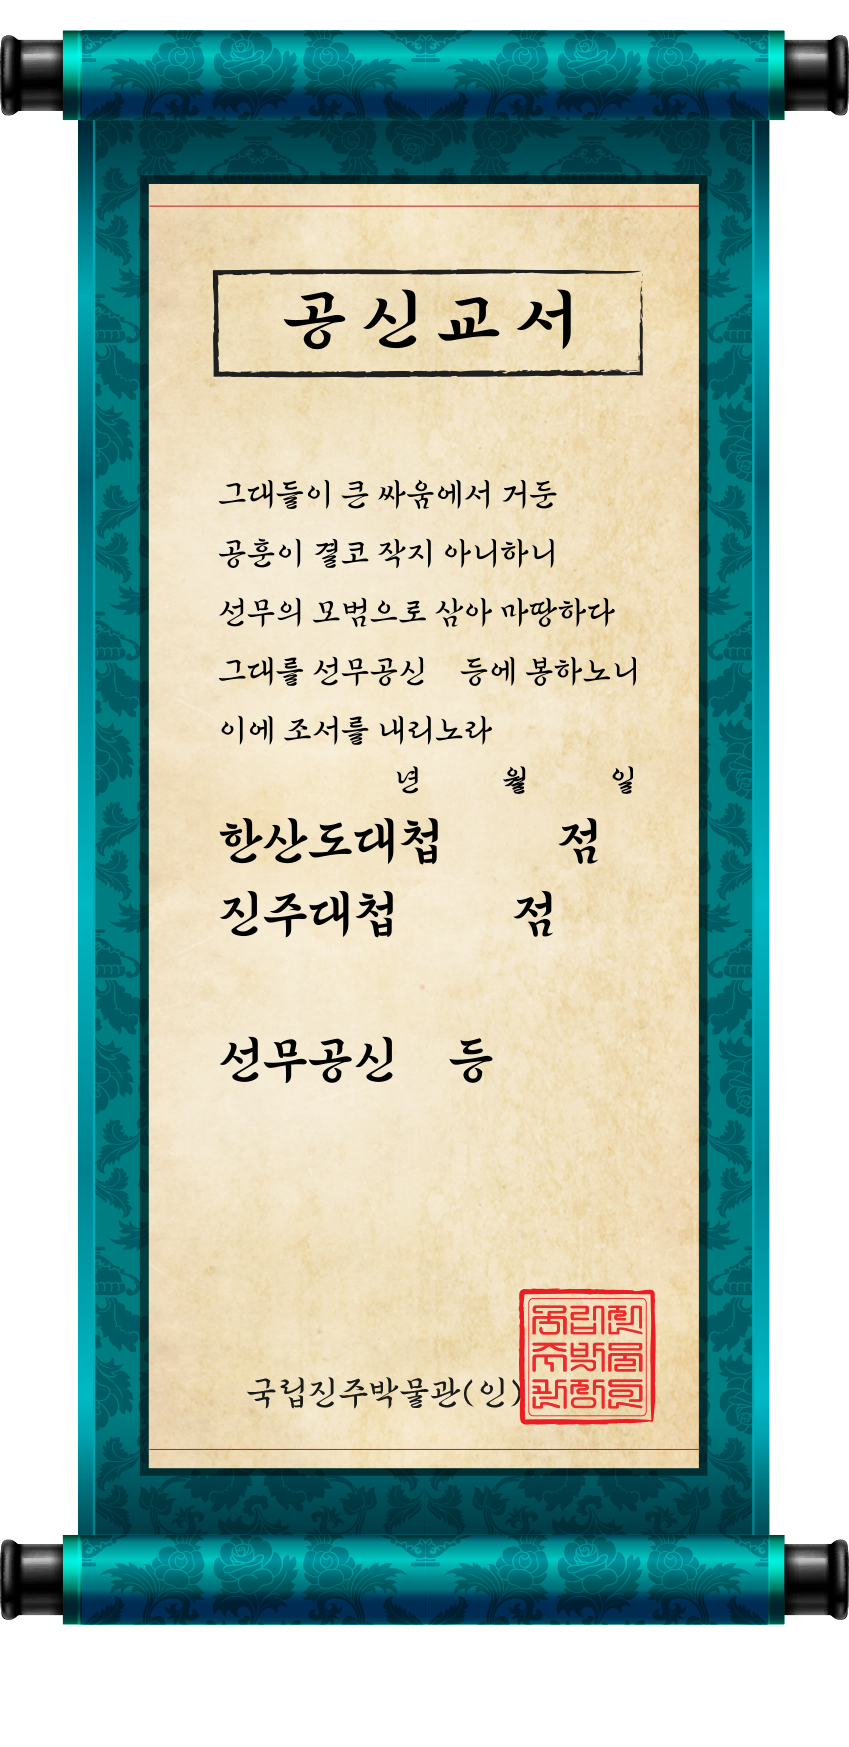 공신교서
그대들이 큰 싸움에서 거둔
공훈이 결코 작지 아니하니
선무의 모범으로 삼아 마땅하다
그대를 선무공신 등에 봉하노니
이에 조서를 내리노라
년 월 일
한산도대첩 점
진주대첩 점
선무공신 등
국립진주박물관(인)